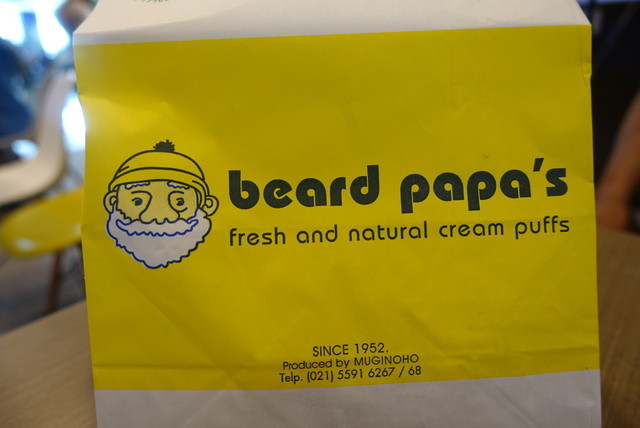 beard papa's
fresh and natural cream puffs
SINCE 1952.
Produced by MUGINOHO
Telp. (021) 5591 6267 / 68